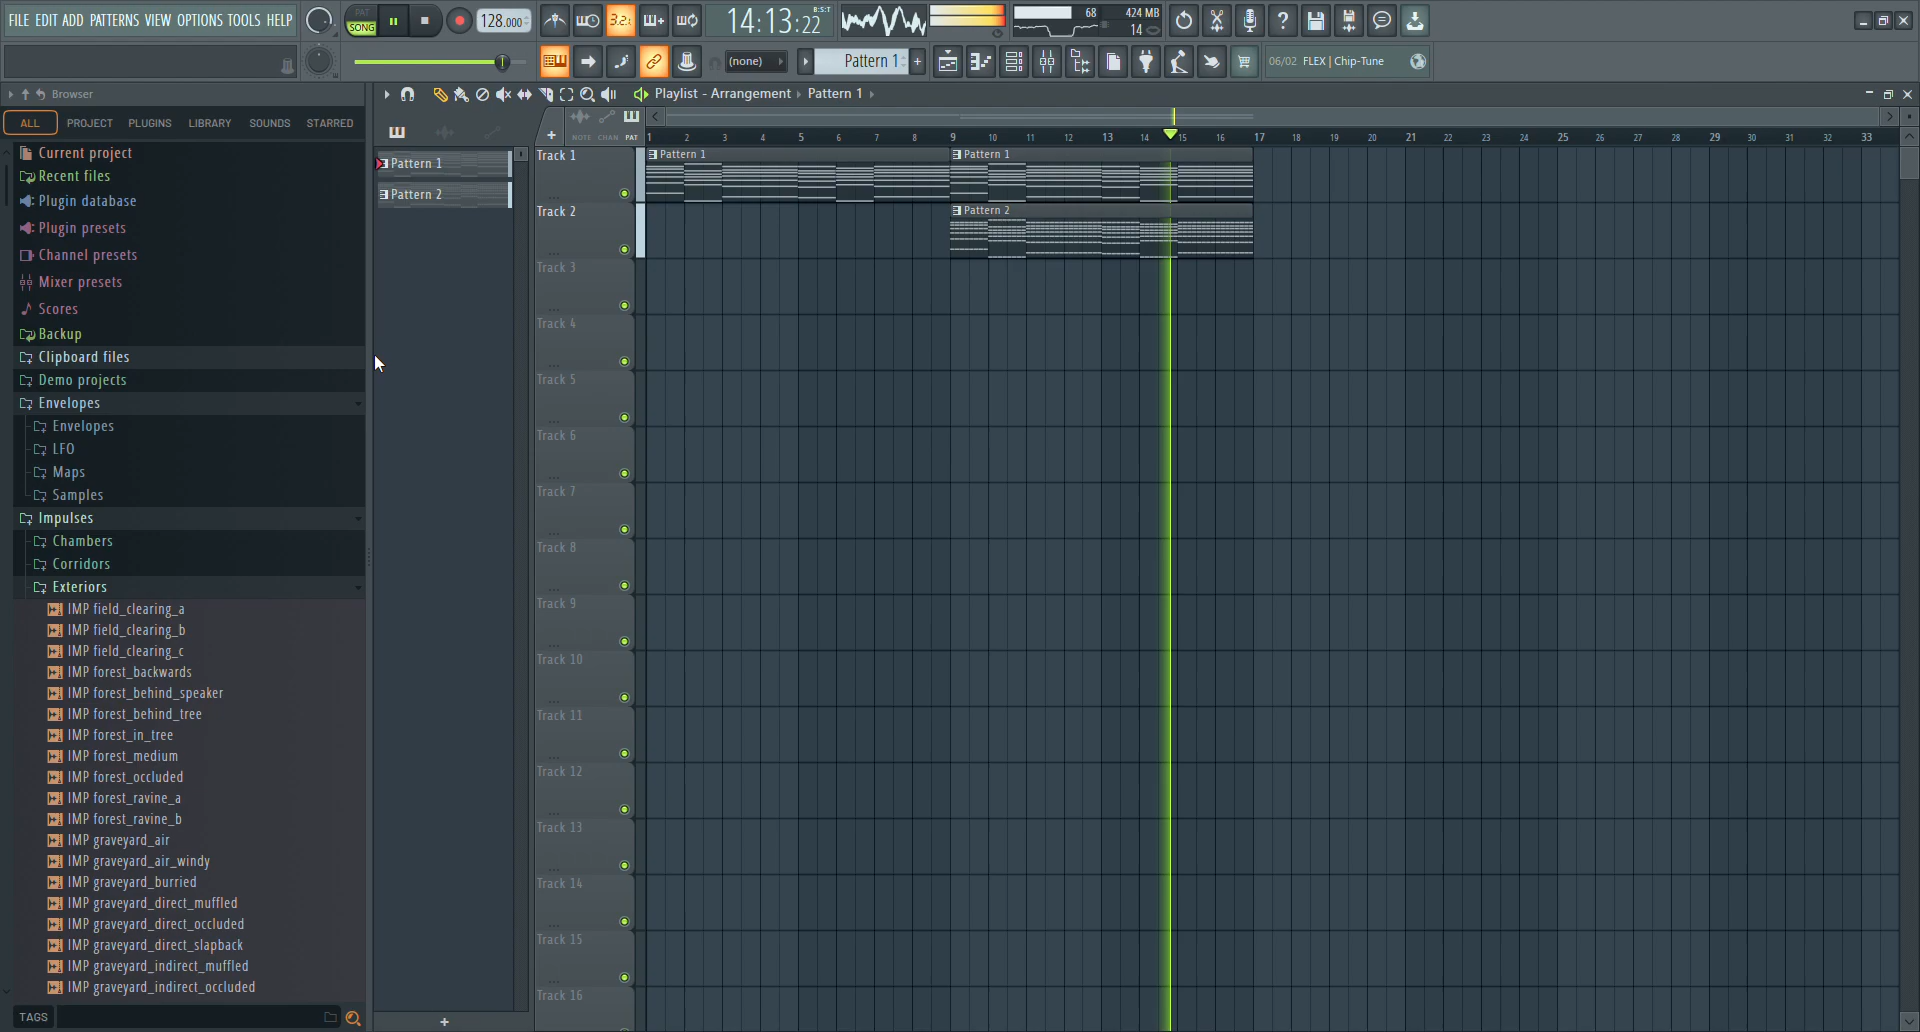 FILE EDIT PATTERNS VIEW OPTIONS TOOLS HELP
PAT
SONG
128.000
3.2.
14:13:22
B:S:T
68
424 MB
14
(none)
Pattern 1
+
06/02 FLEX | Chip-Tune
Browser
Playlist - Arrangement › Pattern 1 ›
ALL PROJECT PLUGINS LIBRARY SOUNDS STARRED
NOTE CHAN PAT
1 2 3 4 5 6 7 8 9 10 11 12 13 14 15 16 17 18 19 20 21 22 23 24 25 26 27 28 29 30 31 32 33
Current project
Recent files
Plugin database
Plugin presets
Channel presets
Mixer presets
Scores
Backup
Clipboard files
Demo projects
Envelopes
Envelopes
LFO
Maps
Samples
Impulses
Chambers
Corridors
Exteriors
IMP field_clearing_a
IMP field_clearing_b
IMP field_clearing_c
IMP forest_backwards
IMP forest_behind_speaker
IMP forest_behind_tree
IMP forest_in_tree
IMP forest_medium
IMP forest_occluded
IMP forest_ravine_a
IMP forest_ravine_b
IMP graveyard_air
IMP graveyard_air_windy
IMP graveyard_burried
IMP graveyard_direct_muffled
IMP graveyard_direct_occluded
IMP graveyard_direct_slapback
IMP graveyard_indirect_muffled
IMP graveyard_indirect_occluded
TAGS
Pattern 1
Pattern 2
+
Track 1
Pattern 1
Pattern 1
Track 2
Pattern 2
Track 3
Track 4
Track 5
Track 6
Track 7
Track 8
Track 9
Track 10
Track 11
Track 12
Track 13
Track 14
Track 15
Track 16